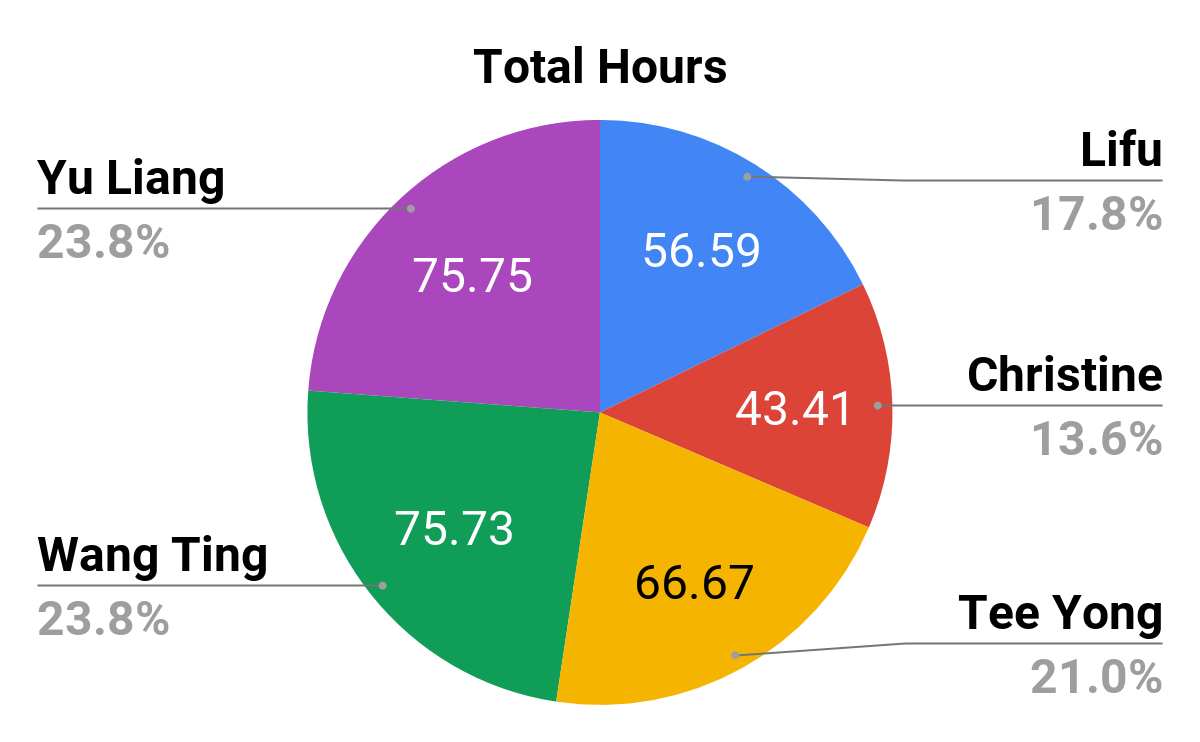 Total Hours
Lifu
17.8%
Christine
13.6%
Tee Yong
21.0%
Wang Ting
23.8%
Yu Liang
23.8%
56.59
43.41
66.67
75.73
75.75